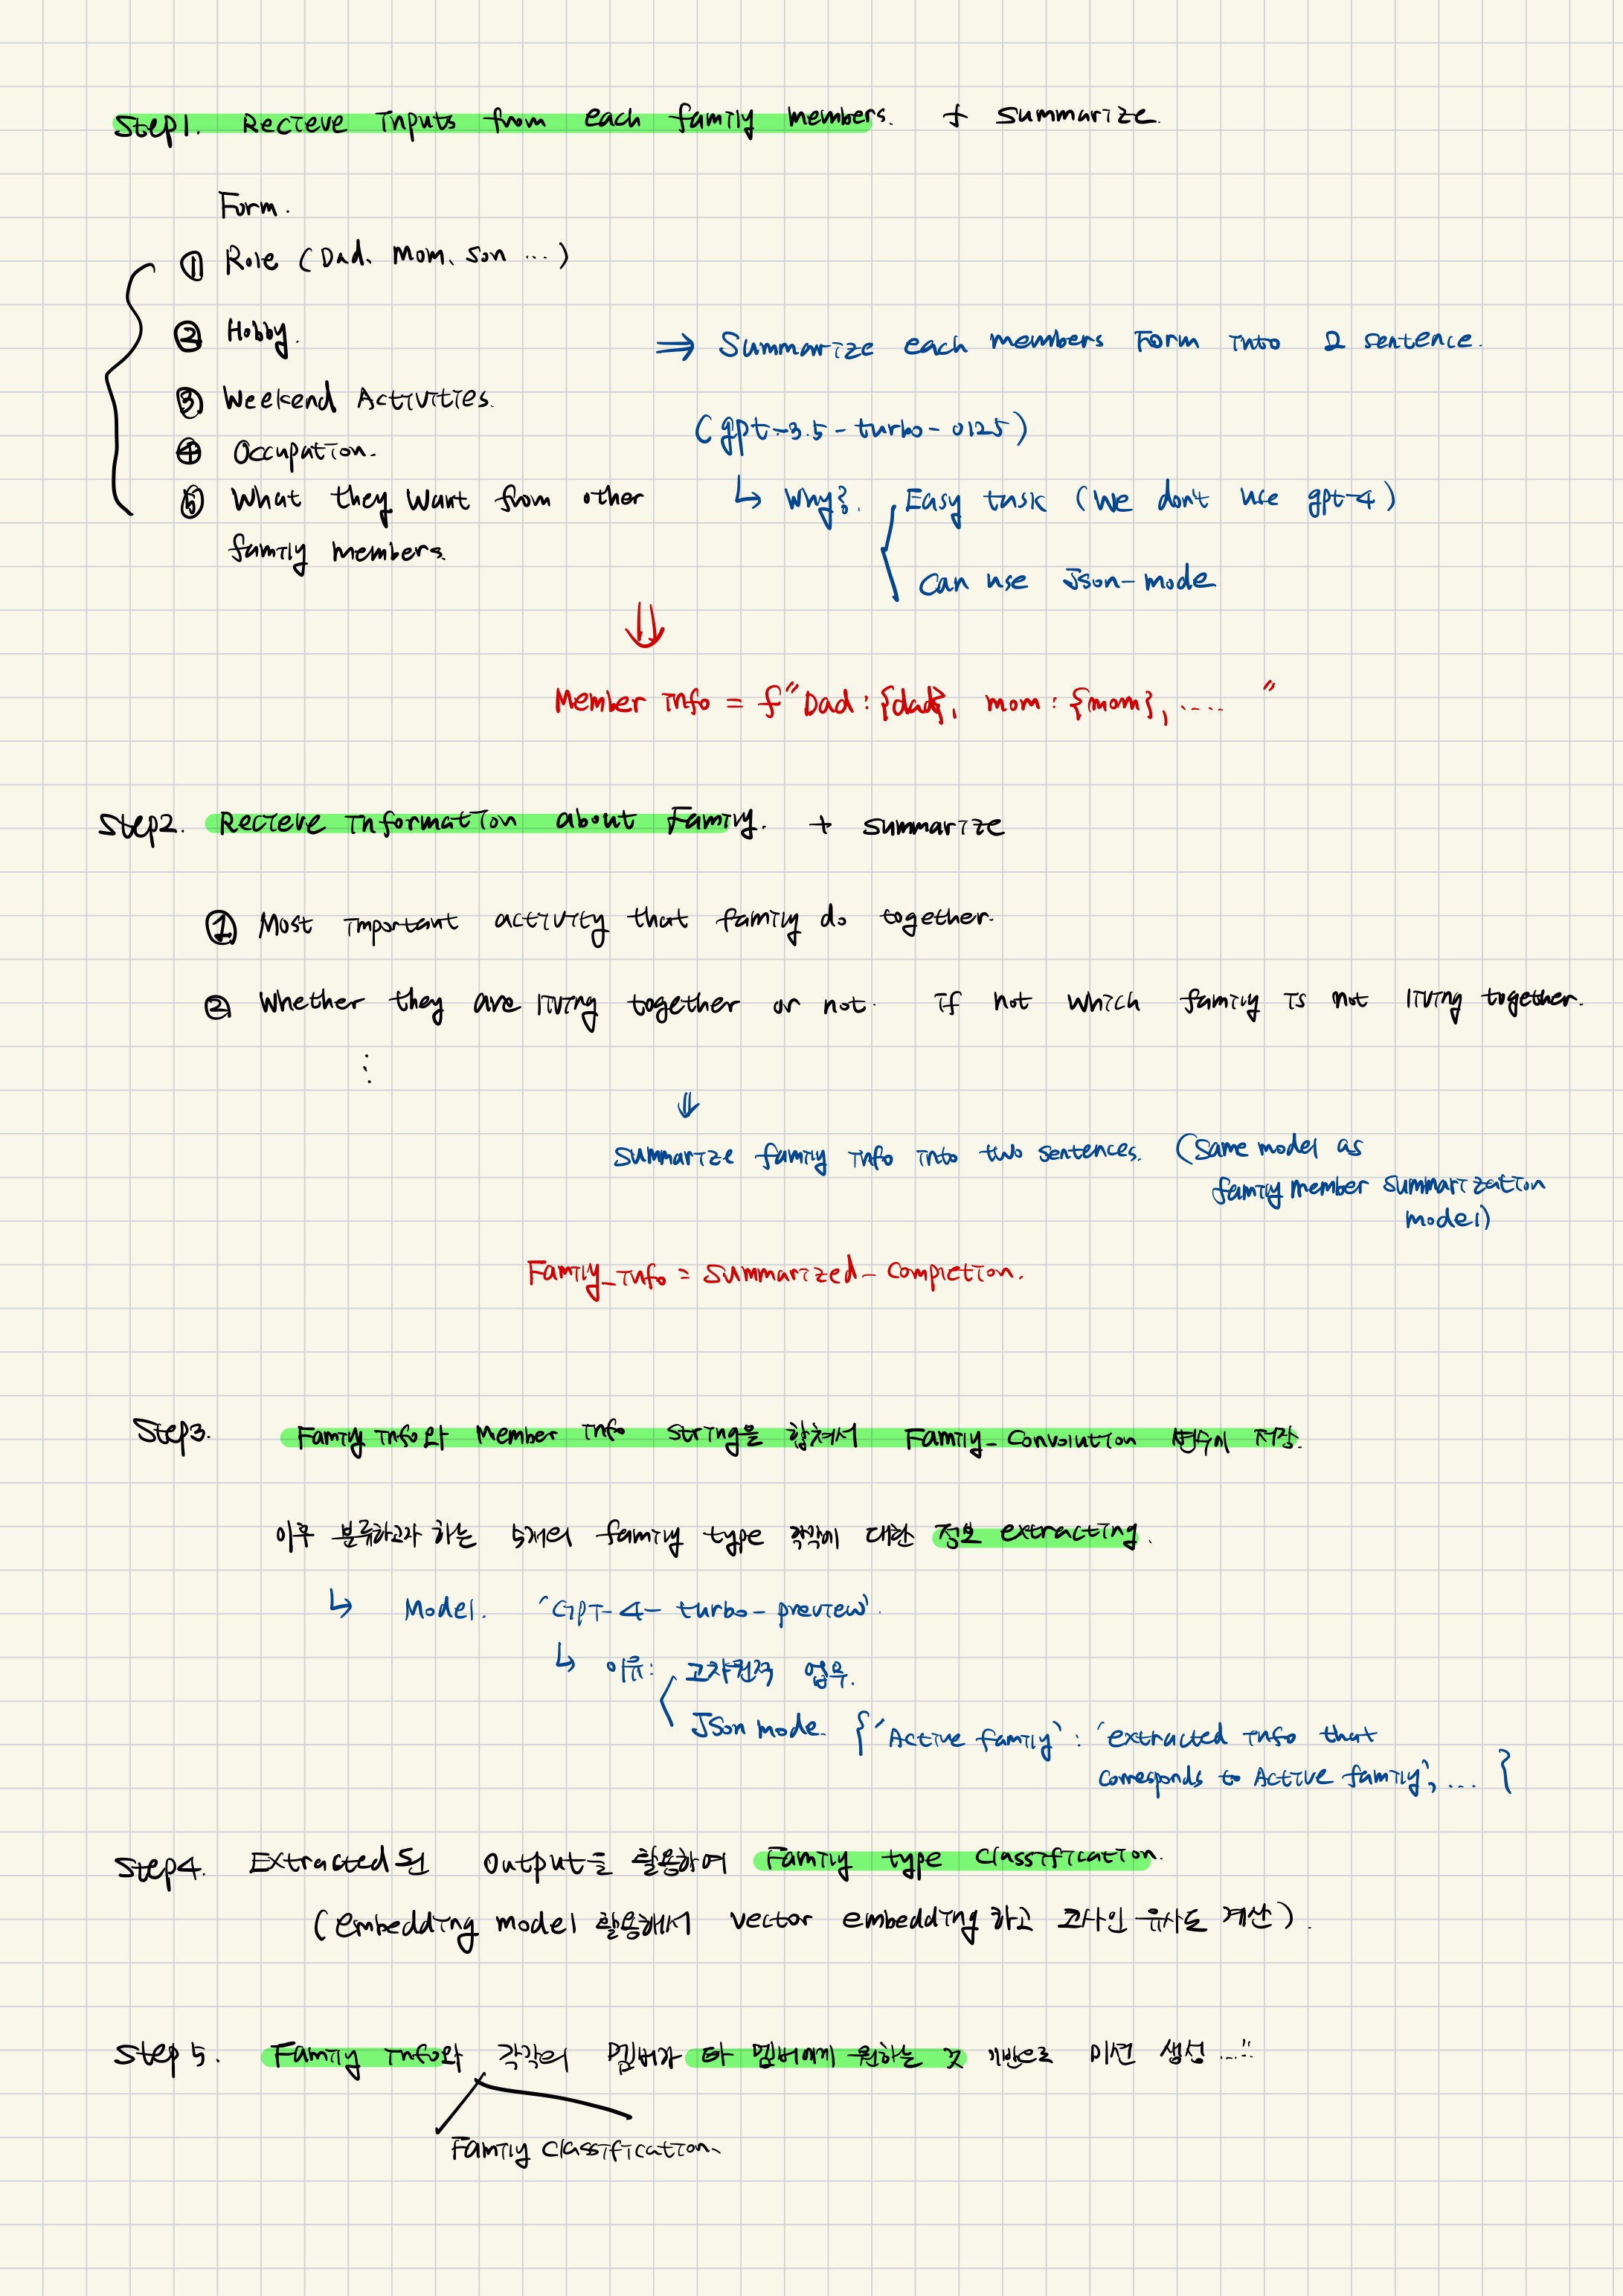 Step1. Recieve Inputs from each family members. + Summarize.
Form.
① Role (Dad, Mom, Son ...)
② Hobby.
⇒ Summarize each members Form into 2 sentence.
③ Weekend Activities.
(gpt-3.5-turbo-0125)
④ Occupation.
⑤ What they want from other
family members.
↳ Why?. Easy task (We don't use gpt-4)
Can use Json-mode
⇓
Member info = f"Dad : {dad}, mom : {mom}, ..... "
Step2. Recieve information about Family. + summarize
① Most important activity that family do together.
② Whether they are living together or not. if not which family is not living together.
⋮
⇓
Summarize family info into two sentences. (Same model as
family member summarization
model)
Family_info = summarized_completion.
Step3. Family info와 Member info string을 합쳐서 Family_Convolution 변수에 저장.
이후 분류하고자 하는 5개의 family type 각각에 대한 정보 extracting.
↳ Model. 'GPT-4-turbo-preview'.
↳ 이유: 고차원적 업무.
JSon mode. {'Active family' : 'extracted info that
corresponds to Active family', ... }
Step4. Extracted 된 Output을 활용하여 Family type Classification.
(embedding model 활용해서 vector embedding 하고 코사인 유사도 계산).
Step 5. Family info와 각각의 멤버가 타 멤버에게 원하는 것 기반으로 미션 생성 ...
Family Classification.